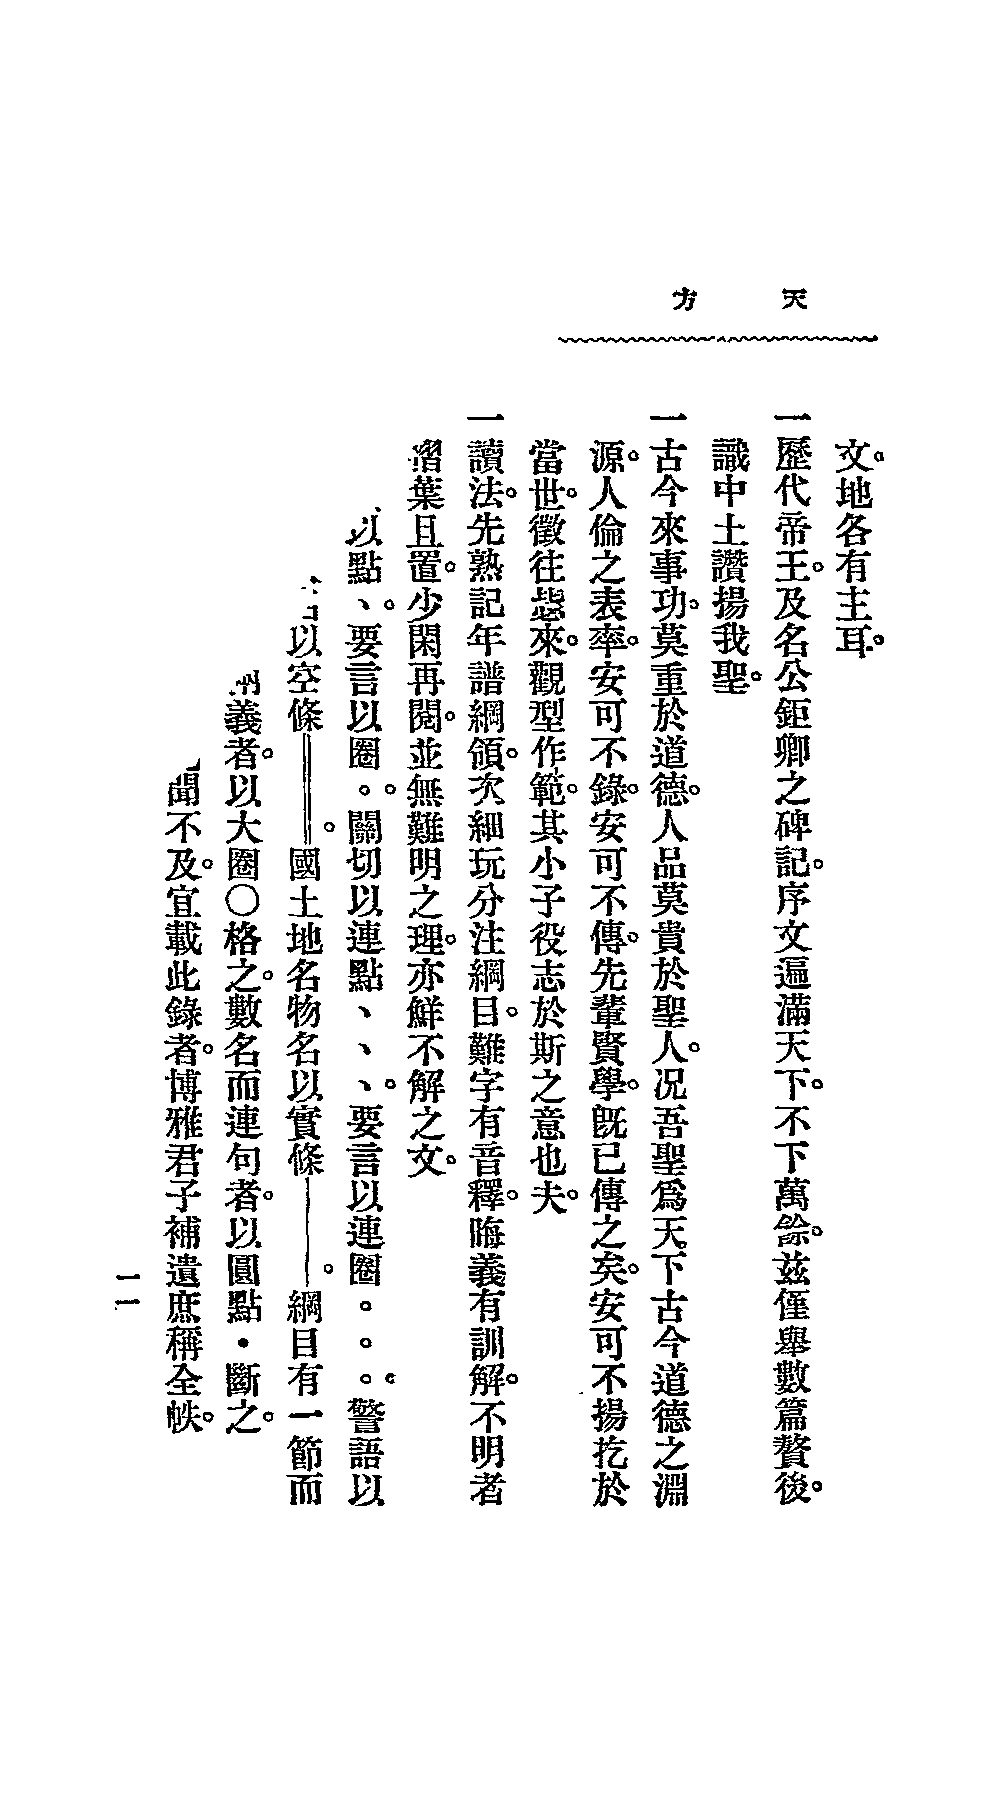 天方
文。地各有主耳。
一歷代帝王。及名公鉅卿之碑記。序文遍滿天下。不下萬餘。茲僅舉數篇贅後。
識中土讚揚我聖。
一古今來事功。莫重於道德。人品莫貴於聖人。况吾聖爲天下古今道德之淵
源。人倫之表率。安可不錄。安可不傳。先輩賢學。旣已傳之矣。安可不揚扢於
當世。徵往毖來。觀型作範。其小子役志於斯之意也夫。
一讀法。先熟記年譜綱領。次細玩分注綱目。難字有音釋。晦義有訓解。不明者
摺葉且置。少閑再閱。並無難明之理。亦鮮不解之文。
以點、。要言以圈。。關切以連點、、、。要言以連圈。。。。警語以
以空條＝＝。國土地名物名以實條——。綱目有一節而
義者。以大圈〇格之。數名而連句者。以圓點・斷之。
聞不及。宜載此錄者。博雅君子補遺庶稱全帙。
一一